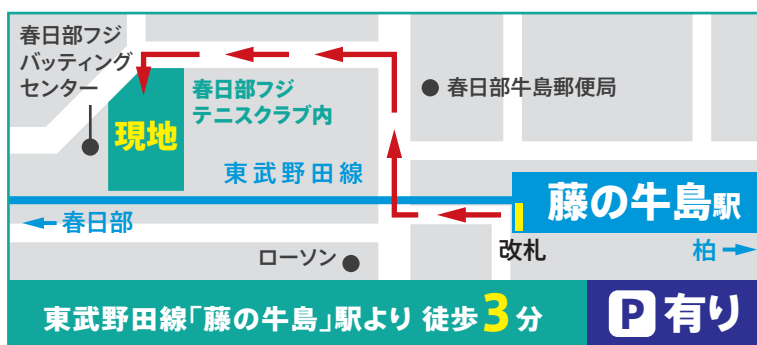 春日部フジ
バッティング
センター
春日部フジ
テニスクラブ内
現地
春日部牛島郵便局
東武野田線
藤の牛島駅
春日部
改札
柏
ローソン
東武野田線「藤の牛島」駅より 徒歩3分
P有り